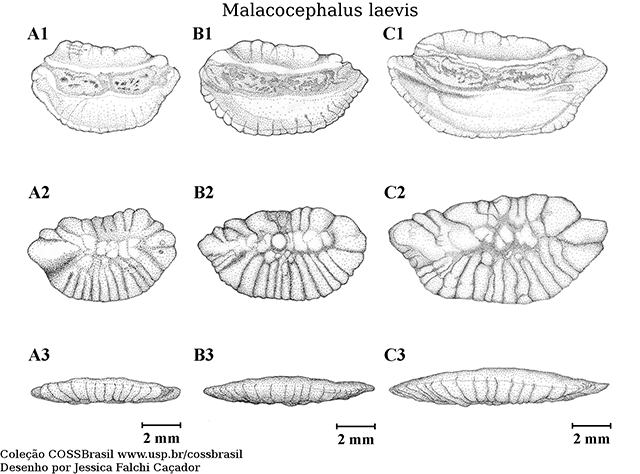 Malacocephalus laevis
A1 B1 C1
A2 B2 C2
A3 B3 C3
2 mm 2 mm 2 mm
Coleção COSSBrasil www.usp.br/cossbrasil
Desenho por Jessica Falchi Caçador